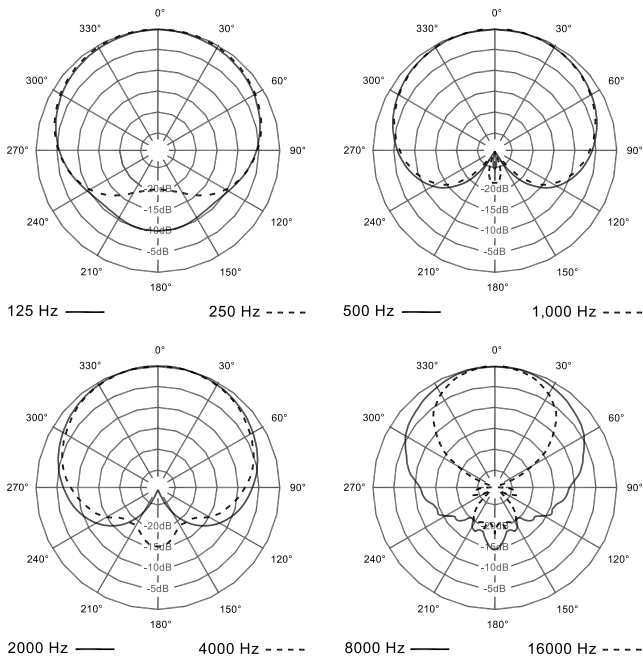 0° 0°
330° 30° 330° 30°
300° 60° 300° 60°
270° 90° 270° 90°
-20dB -20dB
-15dB -15dB
240° 120° 240° 120°
-10dB -10dB
-5dB -5dB
210° 150° 210° 150°
180° 180°
125 Hz 250 Hz 500 Hz 1,000 Hz
0° 0°
330° 30° 330° 30°
300° 60° 300° 60°
270° 90° 270° 90°
-20dB -20dB
-15dB -15dB
240° 120° 240° 120°
-10dB -10dB
-5dB -5dB
210° 150° 210° 150°
180° 180°
2000 Hz 4000 Hz 8000 Hz 16000 Hz